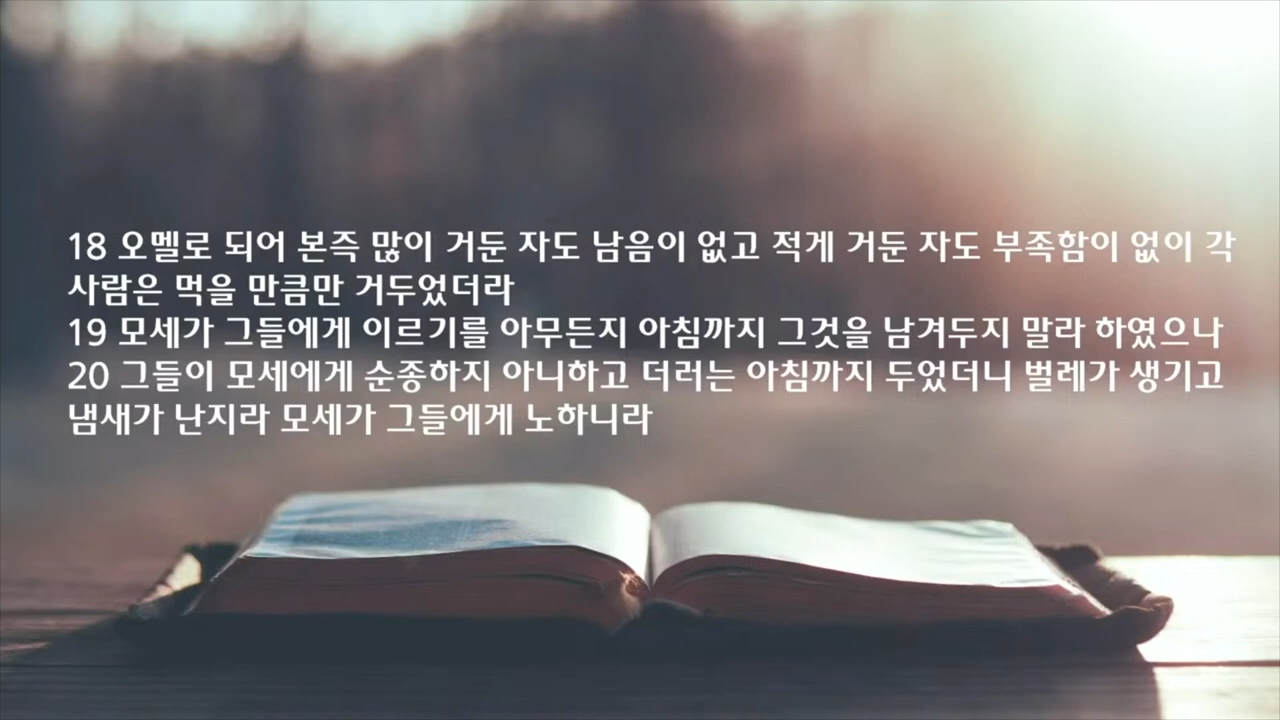 18 오멜로 되어 본즉 많이 거둔 자도 남음이 없고 적게 거둔 자도 부족함이 없이 각
사람은 먹을 만큼만 거두었더라
19 모세가 그들에게 이르기를 아무든지 아침까지 그것을 남겨두지 말라 하였으나
20 그들이 모세에게 순종하지 아니하고 더러는 아침까지 두었더니 벌레가 생기고
냄새가 난지라 모세가 그들에게 노하니라